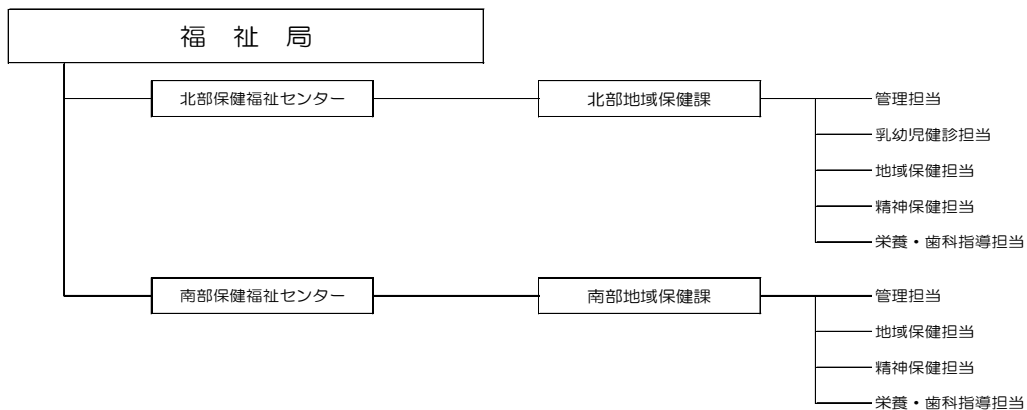 福祉局
北部保健福祉センター
北部地域保健課
管理担当
乳幼児健診担当
地域保健担当
精神保健担当
栄養・歯科指導担当
南部保健福祉センター
南部地域保健課
管理担当
地域保健担当
精神保健担当
栄養・歯科指導担当